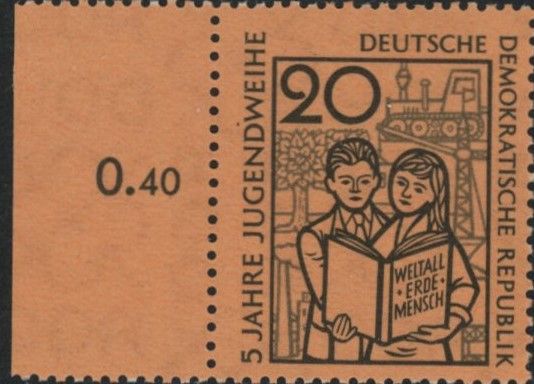 0.40
5 JAHRE JUGENDWEIHE
DEUTSCHE
DEMOKRATISCHE REPUBLIK
20
WELTALL
• ERDE •
MENSCH